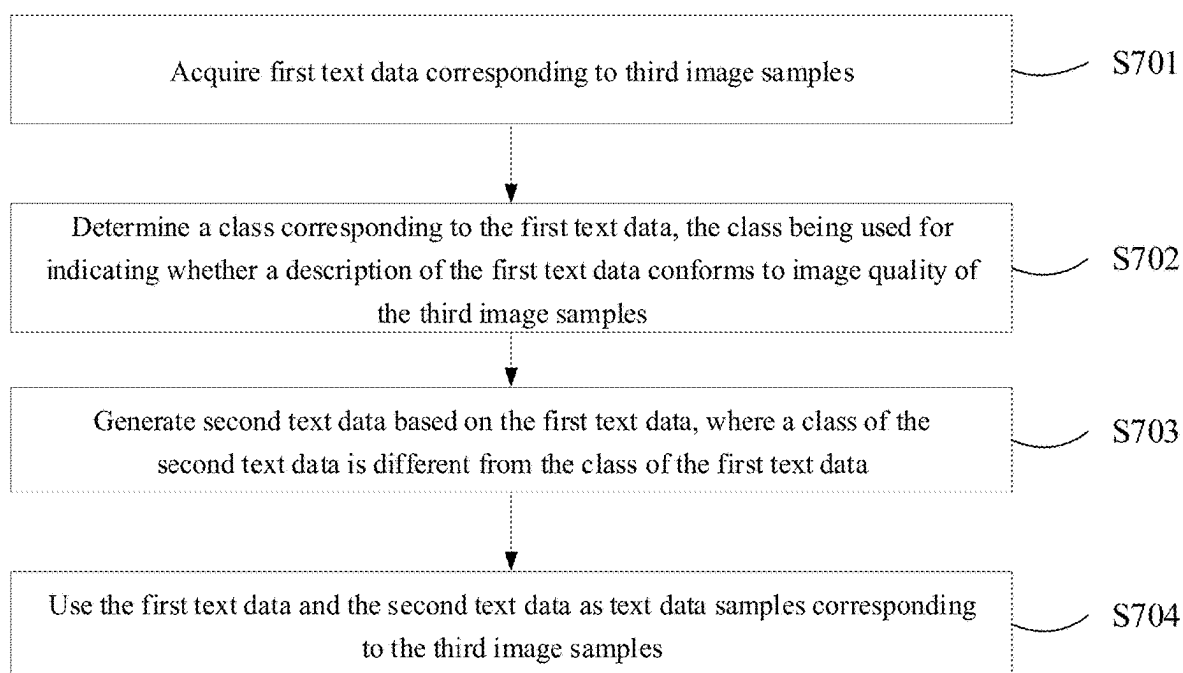 Acquire first text data corresponding to third image samples
S701
Determine a class corresponding to the first text data, the class being used for
indicating whether a description of the first text data conforms to image quality of
the third image samples
S702
Generate second text data based on the first text data, where a class of the
second text data is different from the class of the first text data
S703
Use the first text data and the second text data as text data samples corresponding
to the third image samples
S704